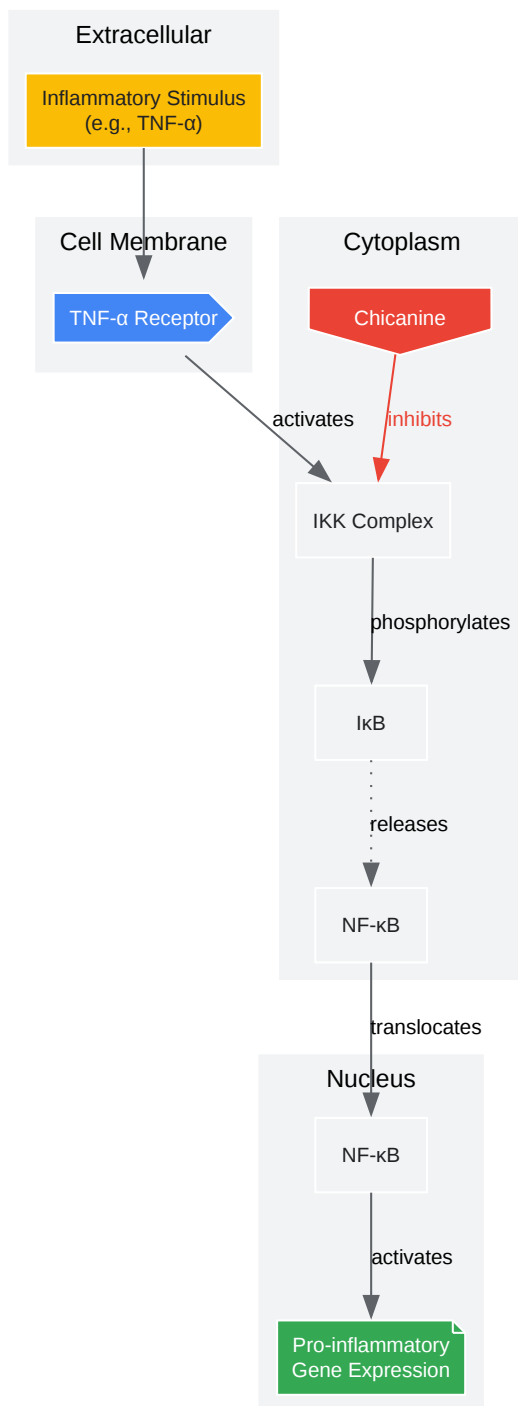 Extracellular
Inflammatory Stimulus
(e.g., TNF-α)
Cell Membrane
Cytoplasm
TNF-α Receptor
Chicanine
activates
inhibits
IKK Complex
phosphorylates
IκB
releases
NF-κB
translocates
Nucleus
NF-κB
activates
Pro-inflammatory
Gene Expression